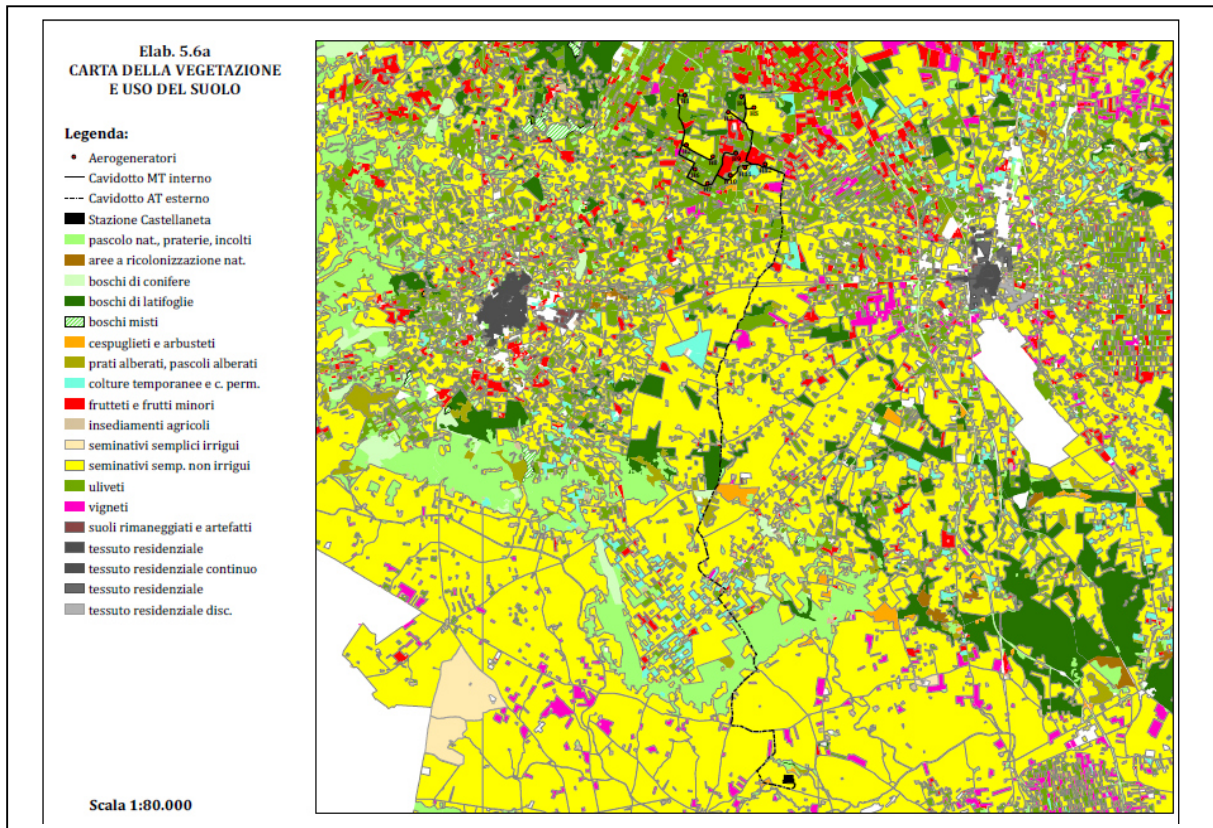 Elab. 5.6a
CARTA DELLA VEGETAZIONE
E USO DEL SUOLO
Legenda:
Aerogeneratori
Cavidotto MT interno
Cavidotto AT esterno
Stazione Castellaneta
pascolo nat., praterie, incolti
aree a ricolonizzazione nat.
boschi di conifere
boschi di latifoglie
boschi misti
cespuglieti e arbusteti
prati alberati, pascoli alberati
colture temporanee e c. perm.
frutteti e frutti minori
insediamenti agricoli
seminativi semplici irrigui
seminativi semp. non irrigui
uliveti
vigneti
suoli rimaneggiati e artefatti
tessuto residenziale
tessuto residenziale continuo
tessuto residenziale
tessuto residenziale disc.
Scala 1:80.000